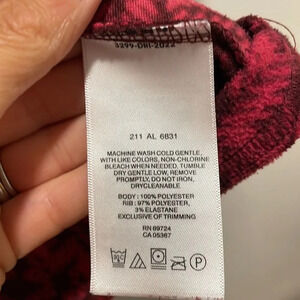 3299-DRI-2022
211 AL 6831
MACHINE WASH COLD GENTLE,
WITH LIKE COLORS, NON-CHLORINE
BLEACH WHEN NEEDED, TUMBLE
DRY GENTLE LOW, REMOVE
PROMPTLY, DO NOT IRON,
DRYCLEANABLE
BODY : 100% POLYESTER
RIB : 97% POLYESTER,
3% ELASTANE
EXCLUSIVE OF TRIMMING
RN 69724
CA 05367
P